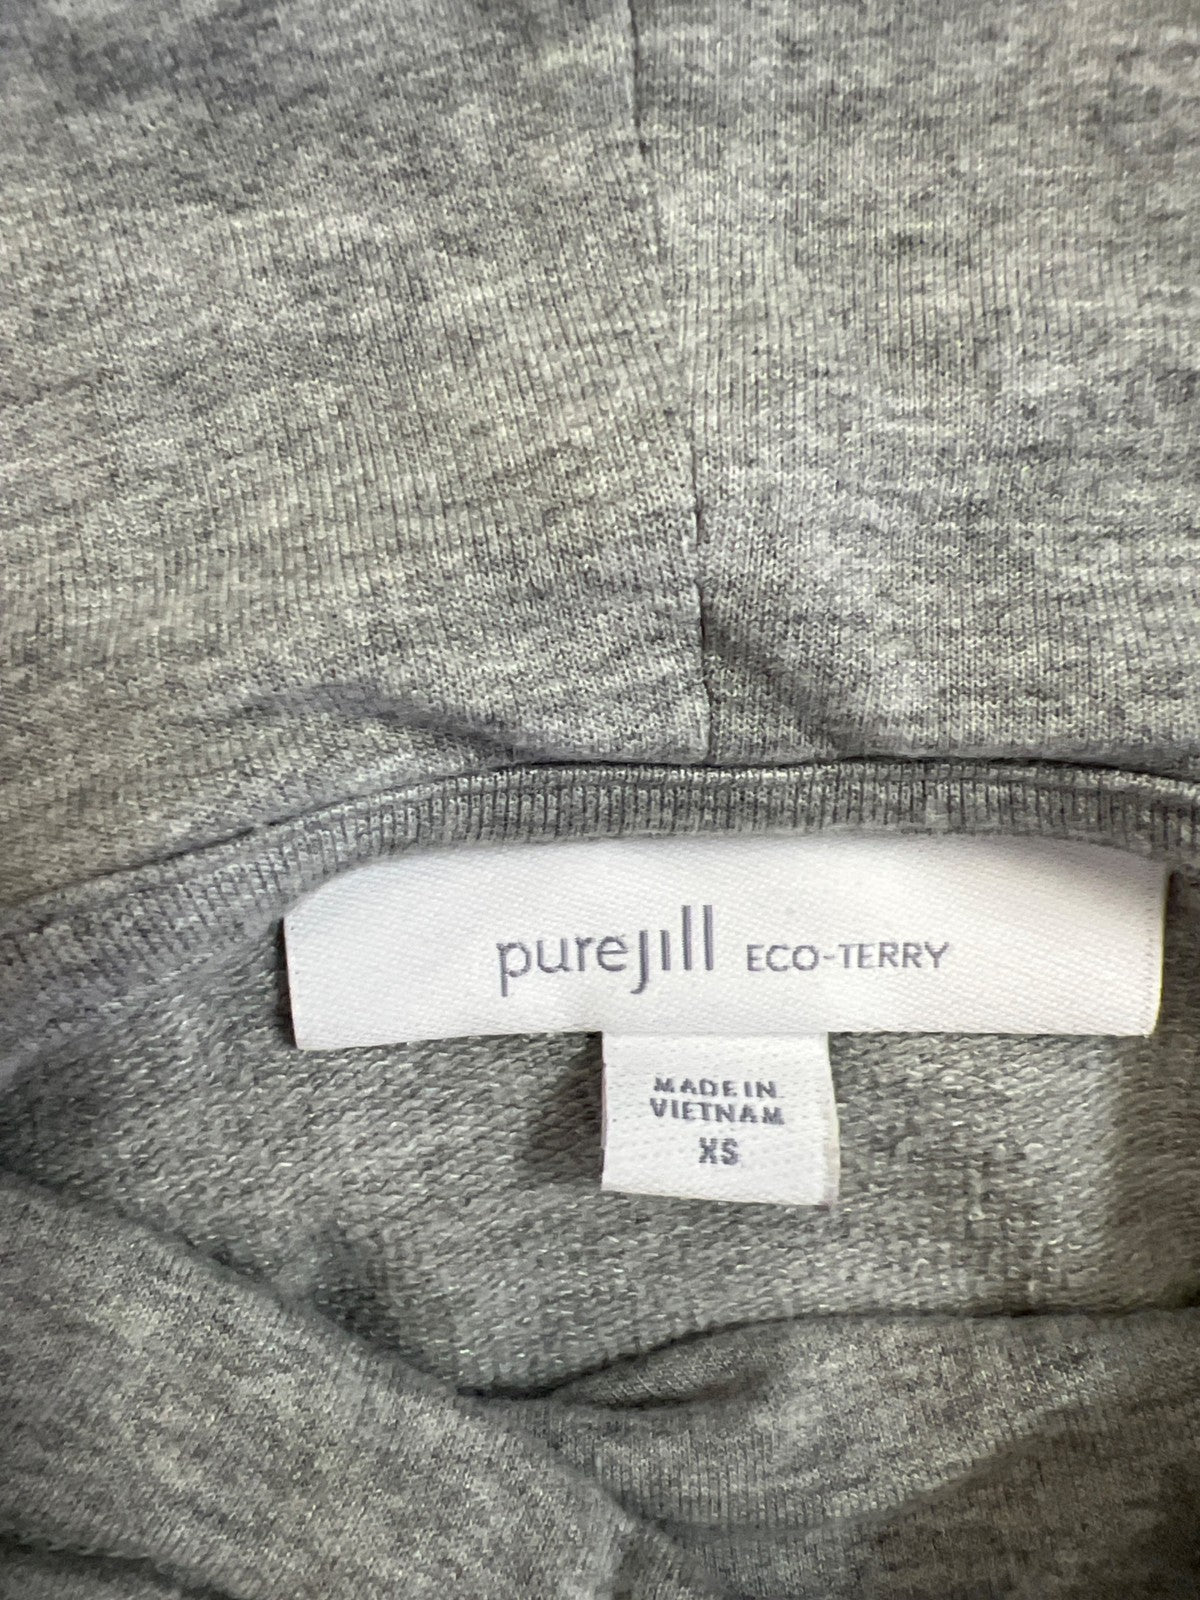 purejill ECO-TERRY
MADE IN
VIETNAM
XS